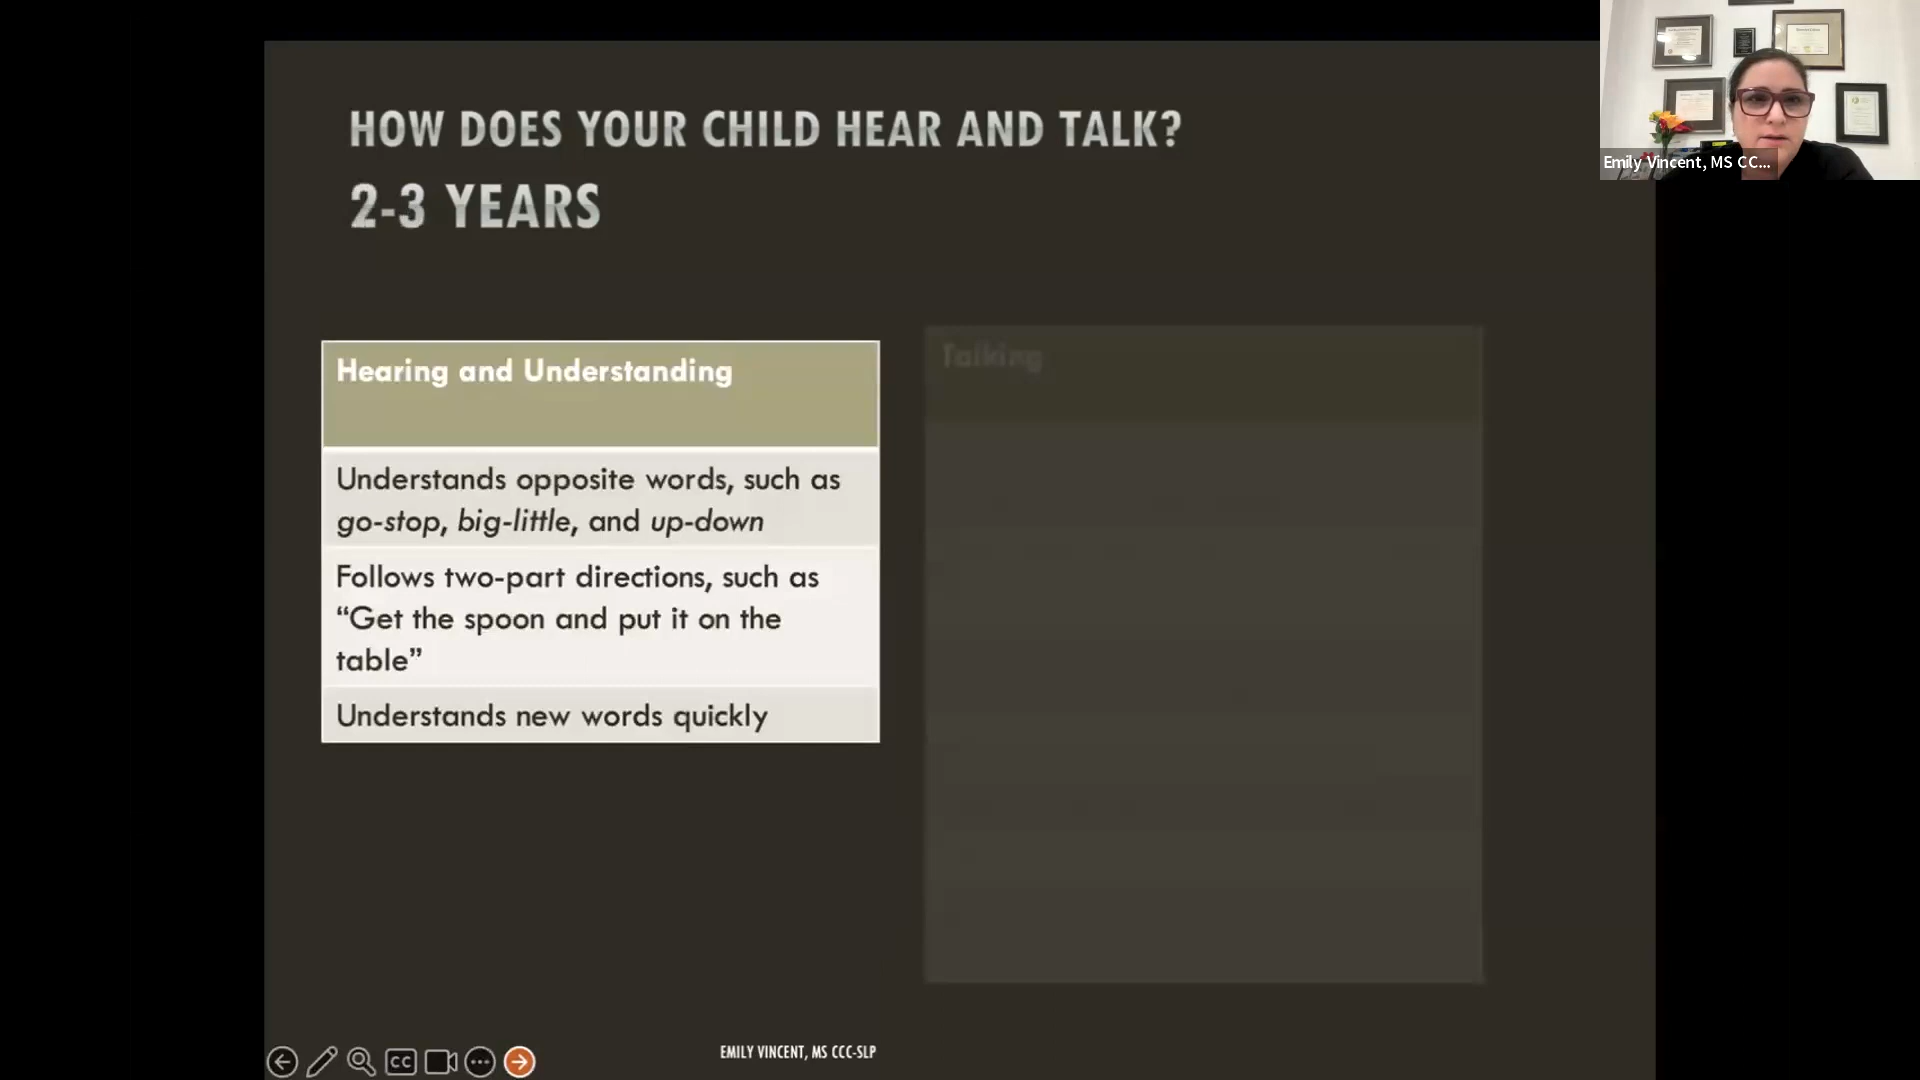 HOW DOES YOUR CHILD HEAR AND TALK?
2-3 YEARS
Hearing and Understanding
Understands opposite words, such as
go-stop, big-little, and up-down
Follows two-part directions, such as
“Get the spoon and put it on the
table”
Understands new words quickly
Talking
EMILY VINCENT, MS CCC-SLP
CC
Emily Vincent, MS CC...